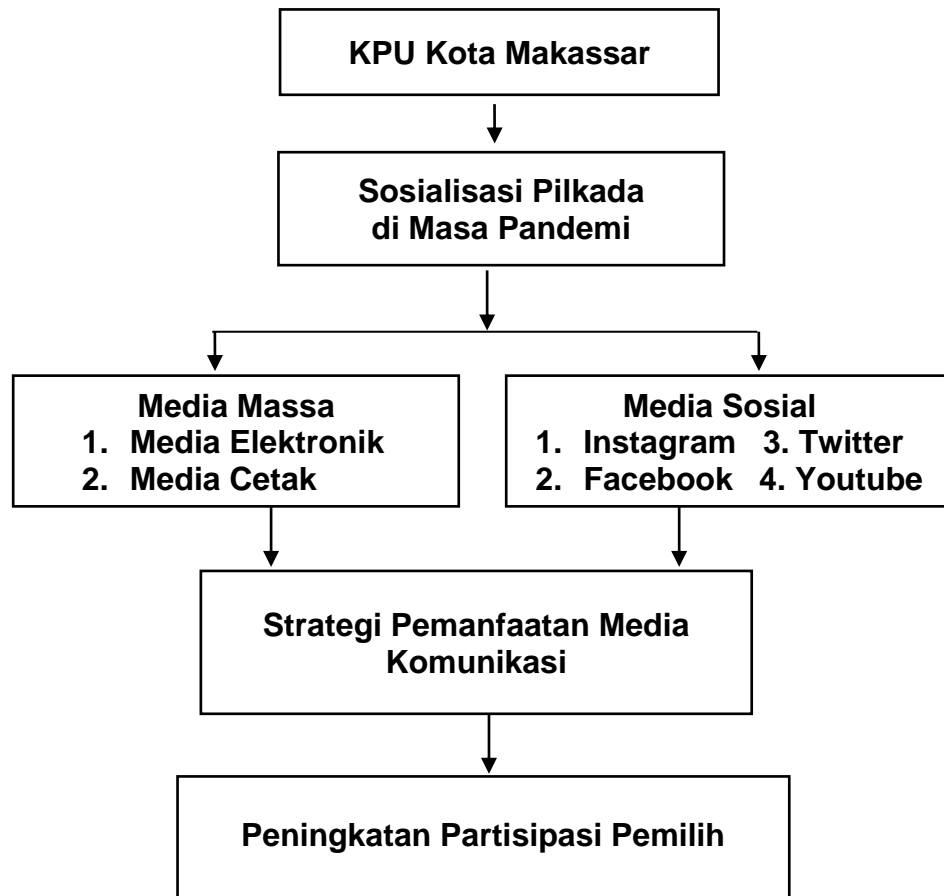 KPU Kota Makassar
Sosialisasi Pilkada
di Masa Pandemi
Media Massa
1. Media Elektronik
2. Media Cetak
Media Sosial
1. Instagram 3. Twitter
2. Facebook 4. Youtube
Strategi Pemanfaatan Media
Komunikasi
Peningkatan Partisipasi Pemilih